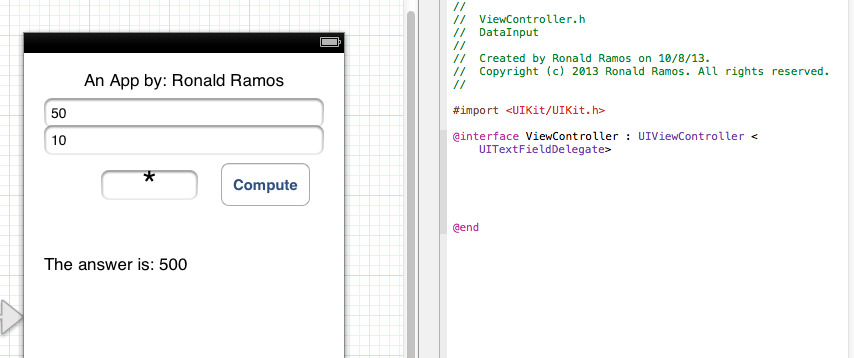 An App by: Ronald Ramos
50
10
*
Compute
The answer is: 500
//
//  ViewController.h
//  DataInput
//
//  Created by Ronald Ramos on 10/8/13.
//  Copyright (c) 2013 Ronald Ramos. All rights reserved.
//
#import <UIKit/UIKit.h>
@interface ViewController : UIViewController <
UITextFieldDelegate>
@end